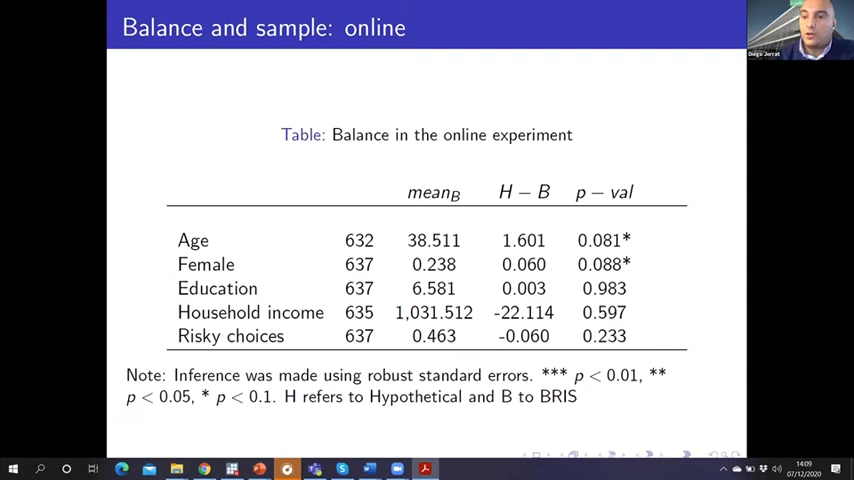 Balance and sample: online
Diego Jorrat
Table: Balance in the online experiment
mean_B H − B p − val
Age 632 38.511 1.601 0.081*
Female 637 0.238 0.060 0.088*
Education 637 6.581 0.003 0.983
Household income 635 1,031.512 -22.114 0.597
Risky choices 637 0.463 -0.060 0.233
Note: Inference was made using robust standard errors. *** p < 0.01, **
p < 0.05, * p < 0.1. H refers to Hypothetical and B to BRIS
14:09
07/12/2020